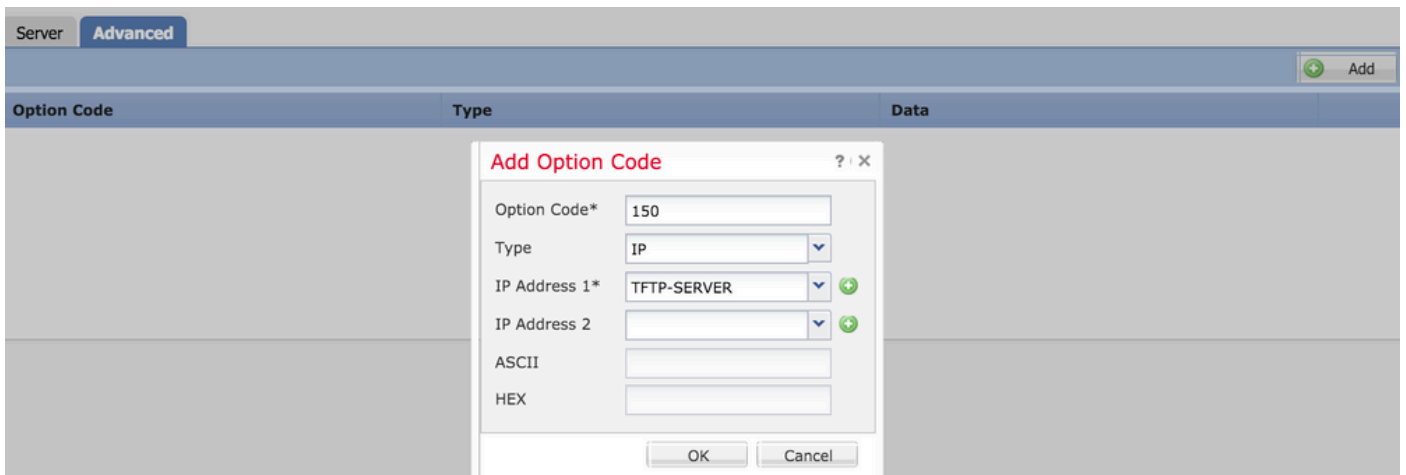 Server Advanced
Add
Option Code Type Data
Add Option Code ?
Option Code* 150
Type IP
IP Address 1* TFTP-SERVER
IP Address 2
ASCII
HEX
OK Cancel